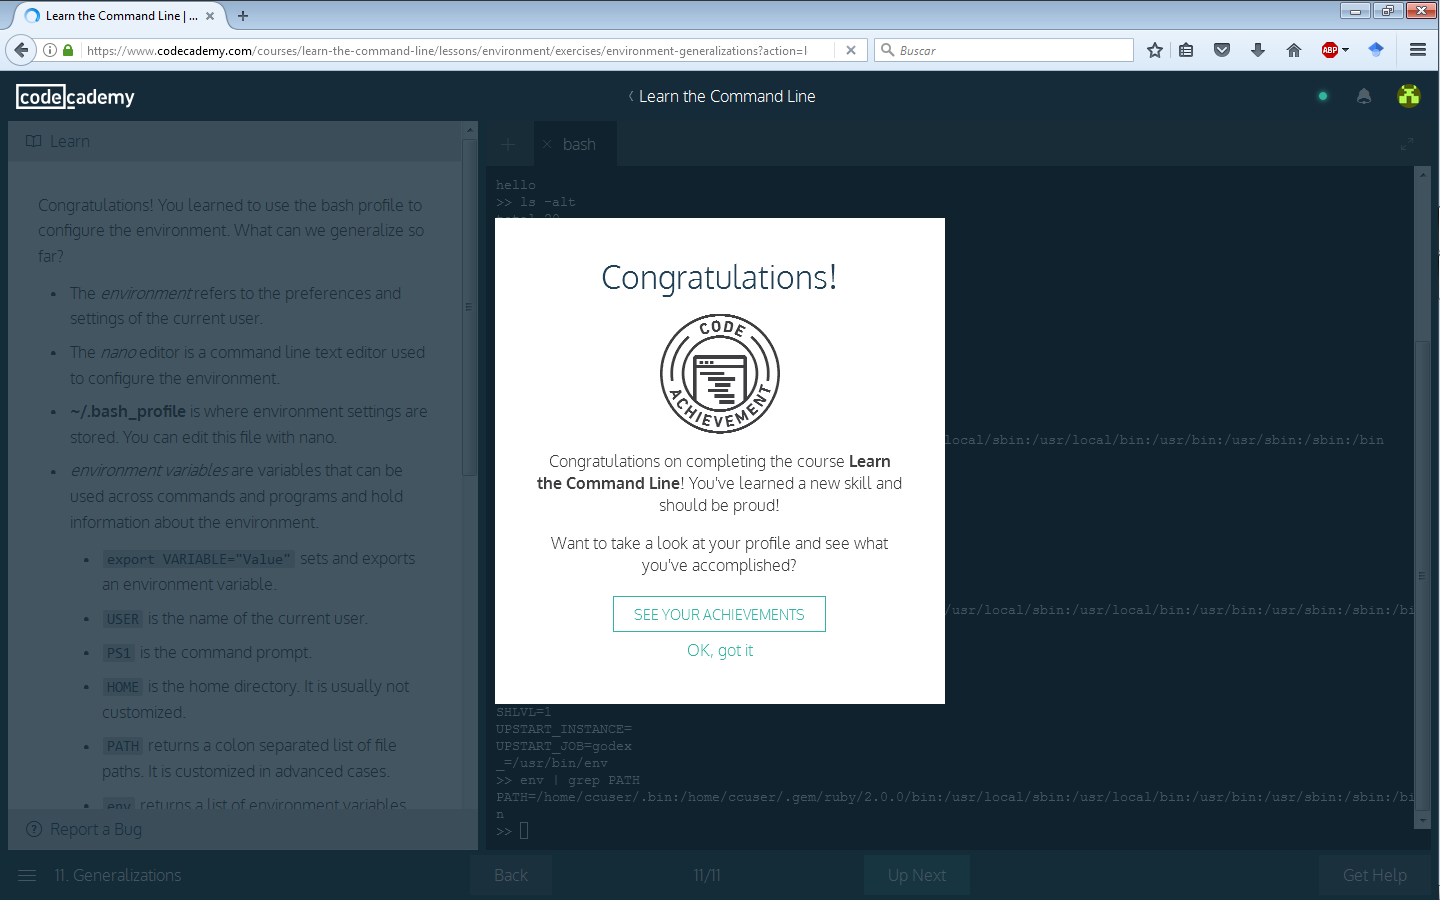 Learn the Command Line | ...
https://www.codecademy.com/courses/learn-the-command-line/lessons/environment/exercises/environment-generalizations?action=l
Buscar
ABP
codecademy
Learn the Command Line
Learn
bash
Congratulations! You learned to use the bash profile to
configure the environment. What can we generalize so
far?
• The environment refers to the preferences and
settings of the current user.
• The nano editor is a command line text editor used
to configure the environment.
• ~/.bash_profile is where environment settings are
stored. You can edit this file with nano.
• environment variables are variables that can be
used across commands and programs and hold
information about the environment.
• export VARIABLE="Value" sets and exports
an environment variable.
• USER is the name of the current user.
• PS1 is the command prompt.
• HOME is the home directory. It is usually not
customized.
• PATH returns a colon separated list of file
paths. It is customized in advanced cases.
• env returns a list of environment variables
Report a Bug
hello
>> ls -alt
local/sbin:/usr/local/bin:/usr/bin:/usr/sbin:/sbin:/bin
/usr/local/sbin:/usr/local/bin:/usr/bin:/usr/sbin:/sbin:/bi
SHLVL=1
UPSTART_INSTANCE=
UPSTART_JOB=godex
_=/usr/bin/env
>> env | grep PATH
PATH=/home/ccuser/.bin:/home/ccuser/.gem/ruby/2.0.0/bin:/usr/local/sbin:/usr/local/bin:/usr/bin:/usr/sbin:/sbin:/bi
n
>>
Congratulations!
CODE
ACHIEVEMENT
Congratulations on completing the course Learn
the Command Line! You've learned a new skill and
should be proud!
Want to take a look at your profile and see what
you've accomplished?
SEE YOUR ACHIEVEMENTS
OK, got it
11. Generalizations
Back
11/11
Up Next
Get Help